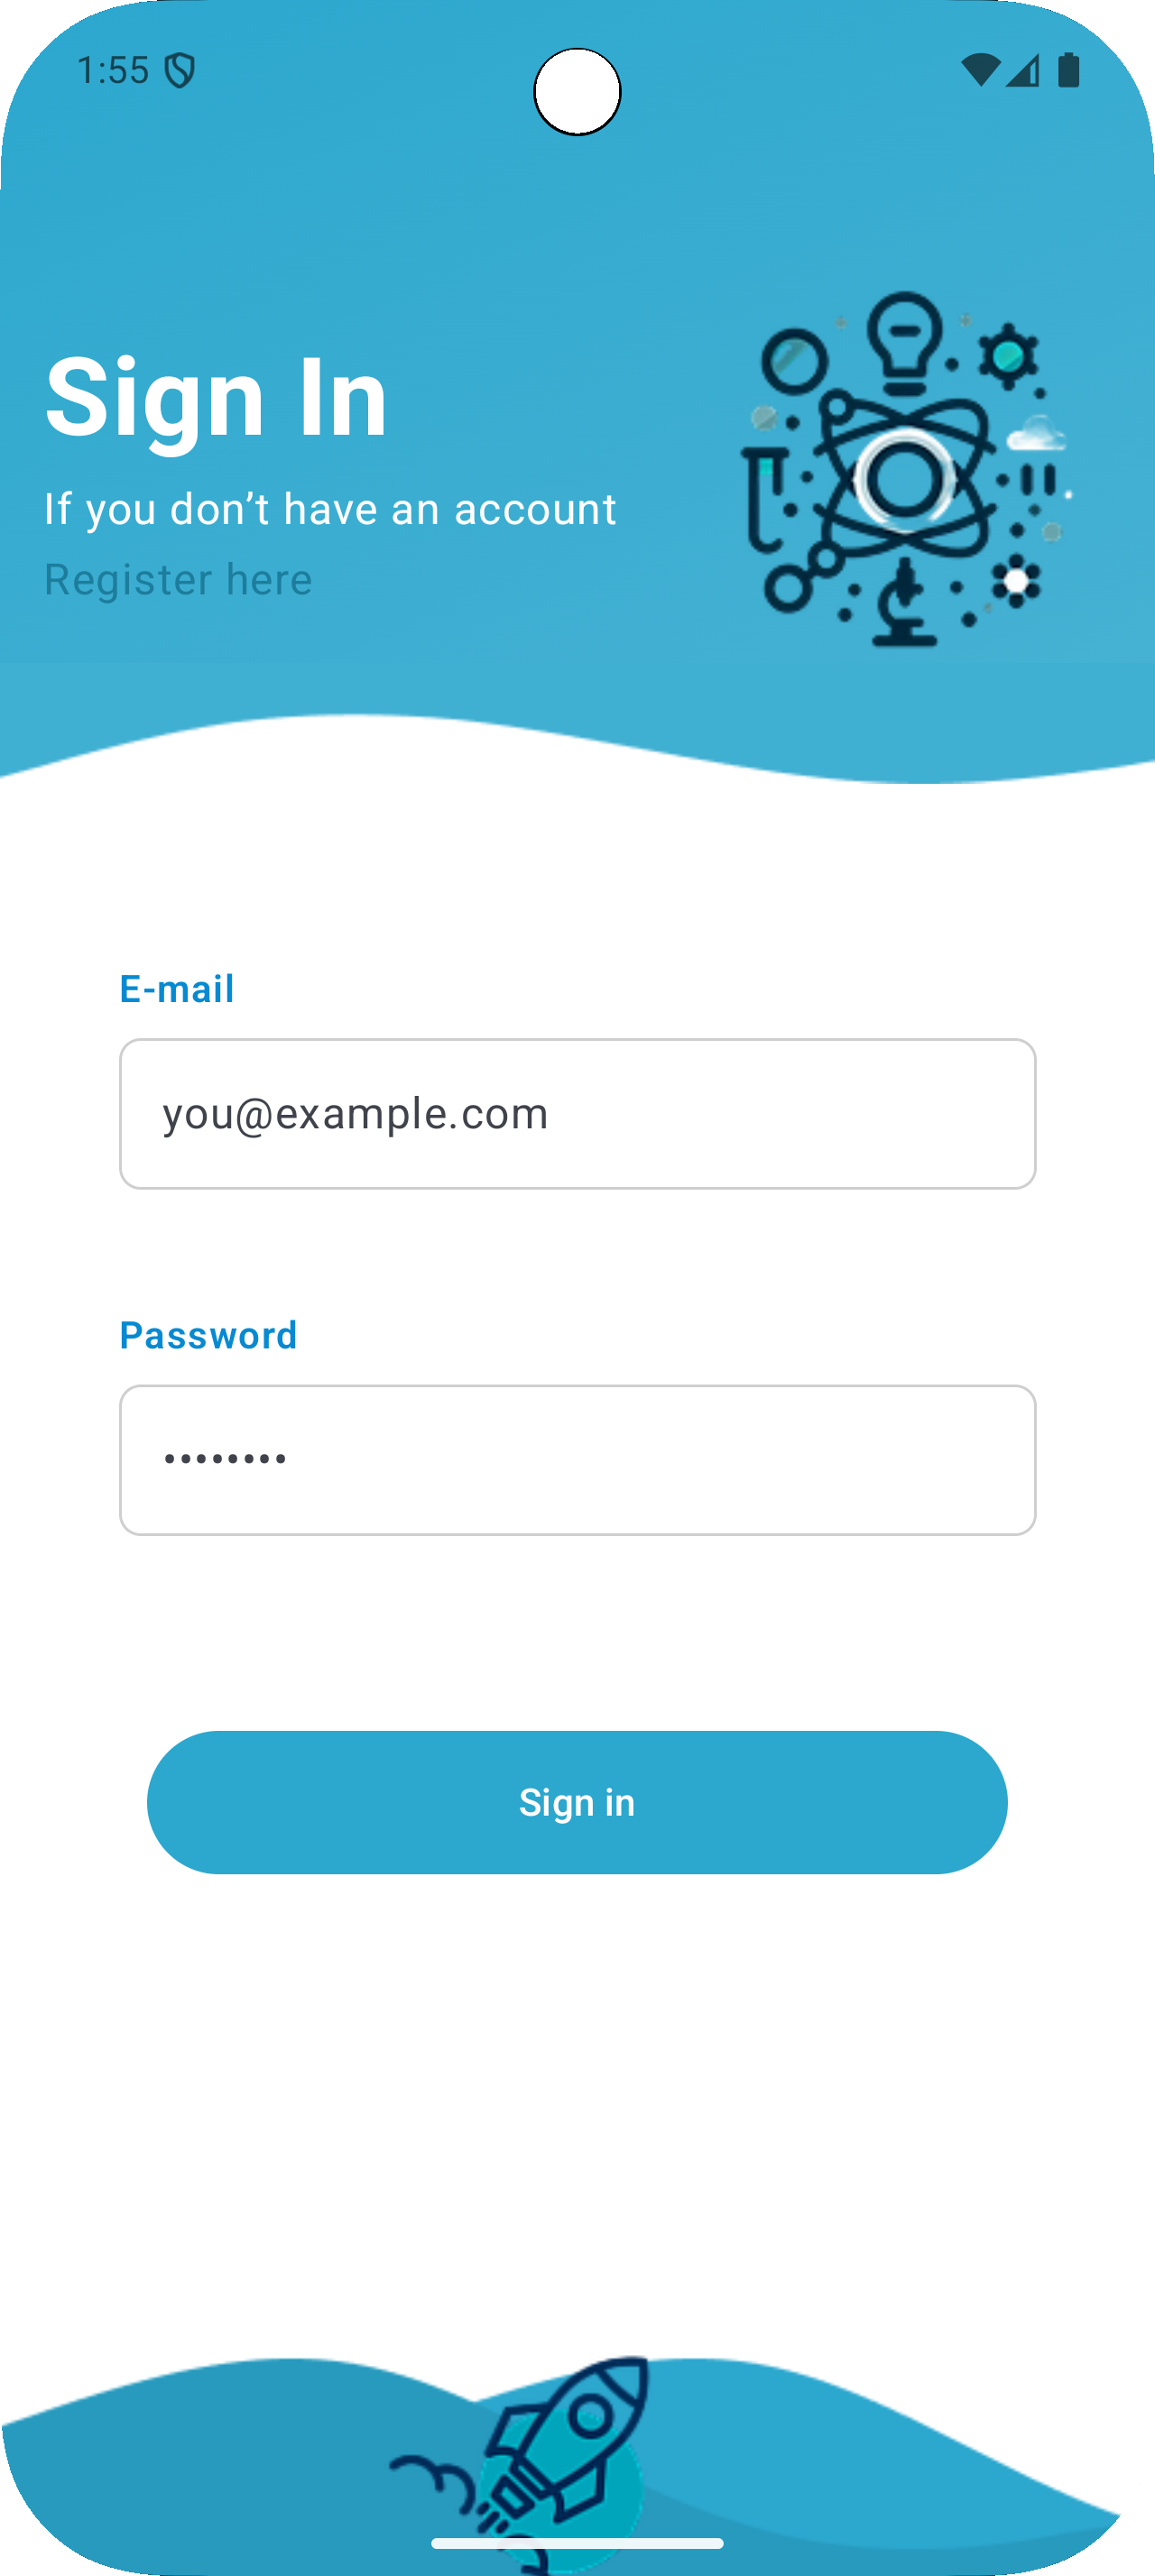 1:55
Sign In
If you don’t have an account
Register here
E-mail
you@example.com
Password
••••••••
Sign in